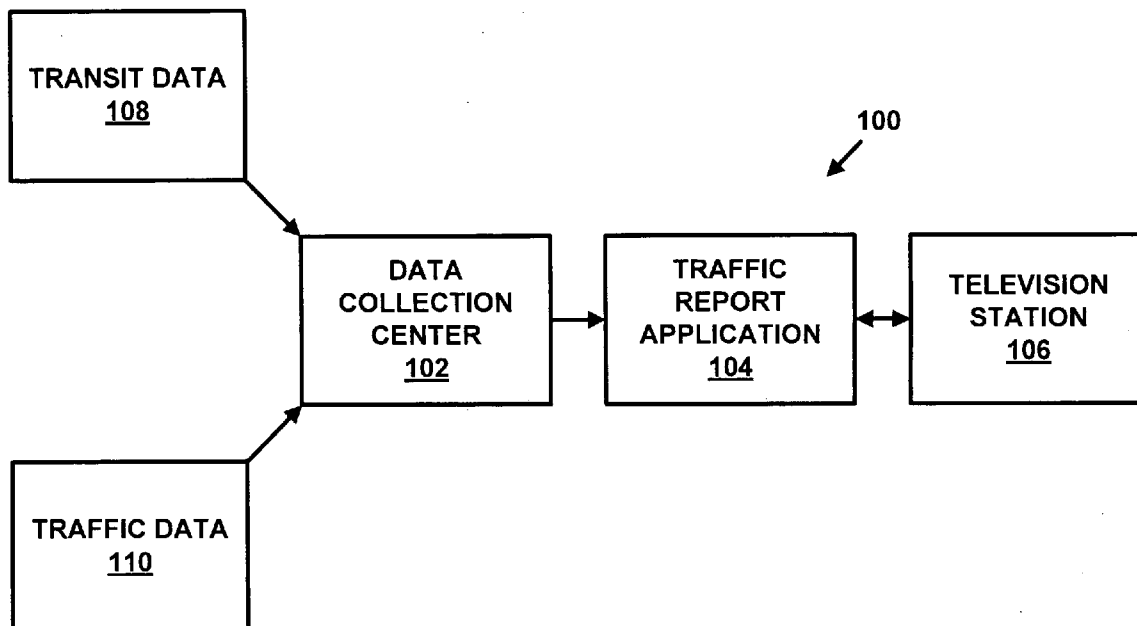 TRANSIT DATA
108
100
DATA
COLLECTION
CENTER
102
TRAFFIC
REPORT
APPLICATION
104
TELEVISION
STATION
106
TRAFFIC DATA
110